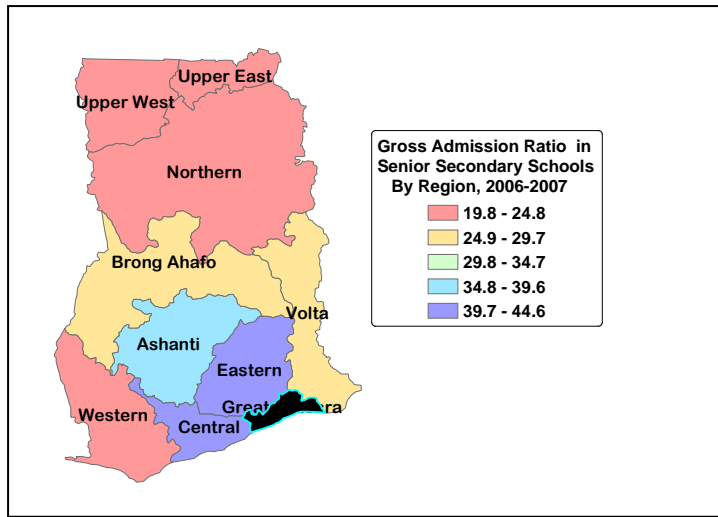 Upper East
Upper West
Northern
Gross Admission Ratio in
Senior Secondary Schools
By Region, 2006-2007
19.8 - 24.8
24.9 - 29.7
29.8 - 34.7
34.8 - 39.6
39.7 - 44.6
Brong Ahafo
Volta
Ashanti
Eastern
Western
Central